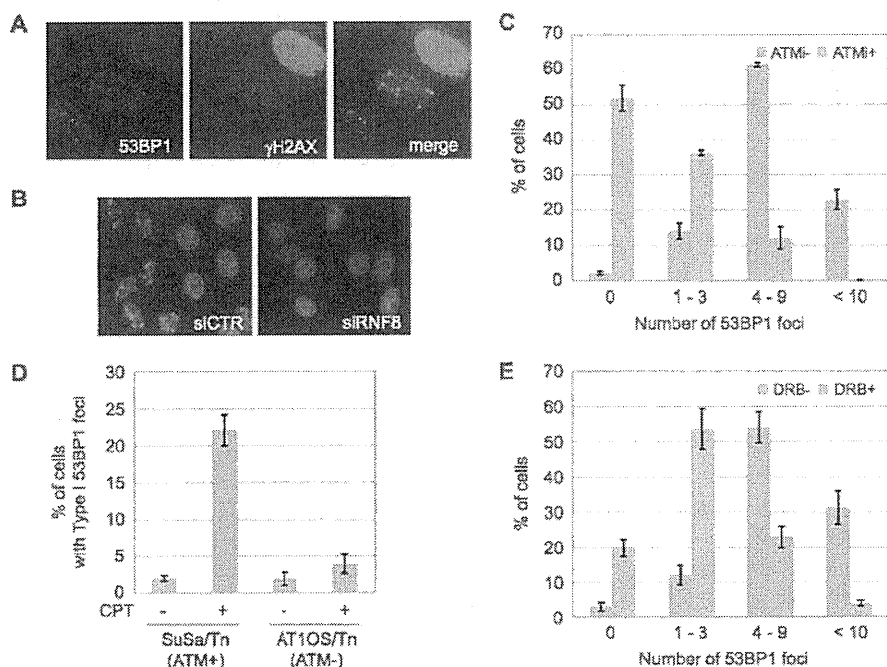 A
53BP1
γH2AX
merge
B
siCTR
siRNF8
C
% of cells
70
60
50
40
30
20
10
0
ATMi-
ATMi+
0
1 - 3
4 - 9
< 10
Number of 53BP1 foci
D
% of cells
with Type I 53BP1 foci
30
25
20
15
10
5
0
CPT
-
+
-
+
SuSa/Tn
(ATM+)
AT1OS/Tn
(ATM-)
E
% of cells
70
60
50
40
30
20
10
0
DRB-
DRB+
0
1 - 3
4 - 9
< 10
Number of 53BP1 foci